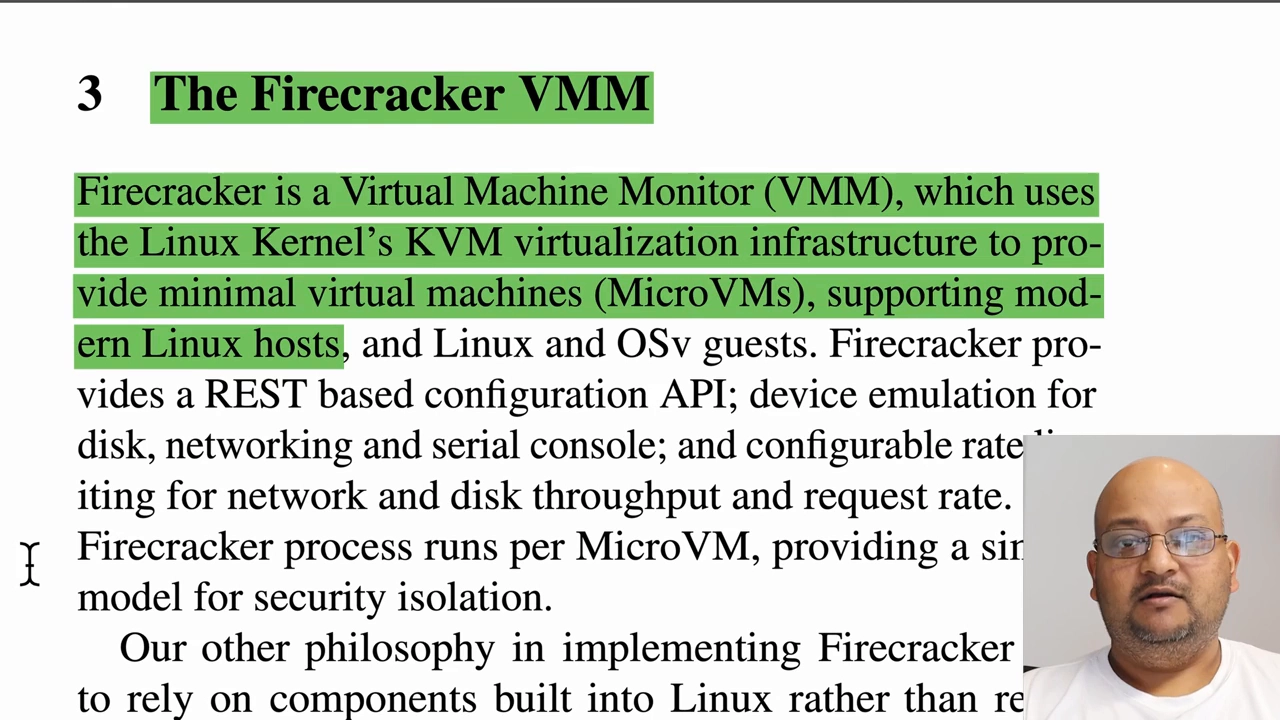 3 The Firecracker VMM
Firecracker is a Virtual Machine Monitor (VMM), which uses
the Linux Kernel's KVM virtualization infrastructure to pro-
vide minimal virtual machines (MicroVMs), supporting mod-
ern Linux hosts, and Linux and OSv guests. Firecracker pro-
vides a REST based configuration API; device emulation for
disk, networking and serial console; and configurable rate
iting for network and disk throughput and request rate.
Firecracker process runs per MicroVM, providing a
model for security isolation.
Our other philosophy in implementing Firecracker
to rely on components built into Linux rather than